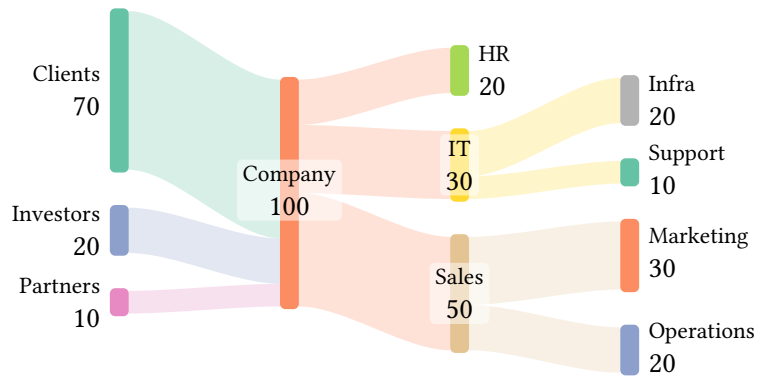 Clients
70
Investors
20
Partners
10
Company
100
HR
20
IT
30
Sales
50
Infra
20
Support
10
Marketing
30
Operations
20